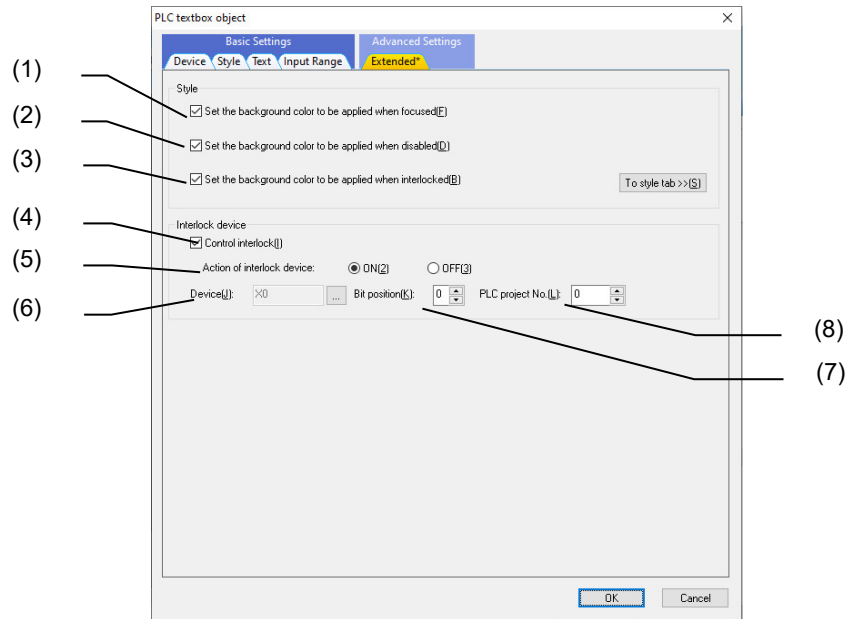 PLC textbox object
Basic Settings Advanced Settings
Device Style Text Input Range Extended*
Style
(1) Set the background color to be applied when focused(F)
(2) Set the background color to be applied when disabled(D)
(3) Set the background color to be applied when interlocked(B)
To style tab >>(S)
Interlock device
(4) Control interlock(I)
(5) Action of interlock device: ON(2) OFF(3)
(6) Device(J): X0 ... Bit position(K): 0 PLC project No.(L): 0
(8)
(7)
OK Cancel